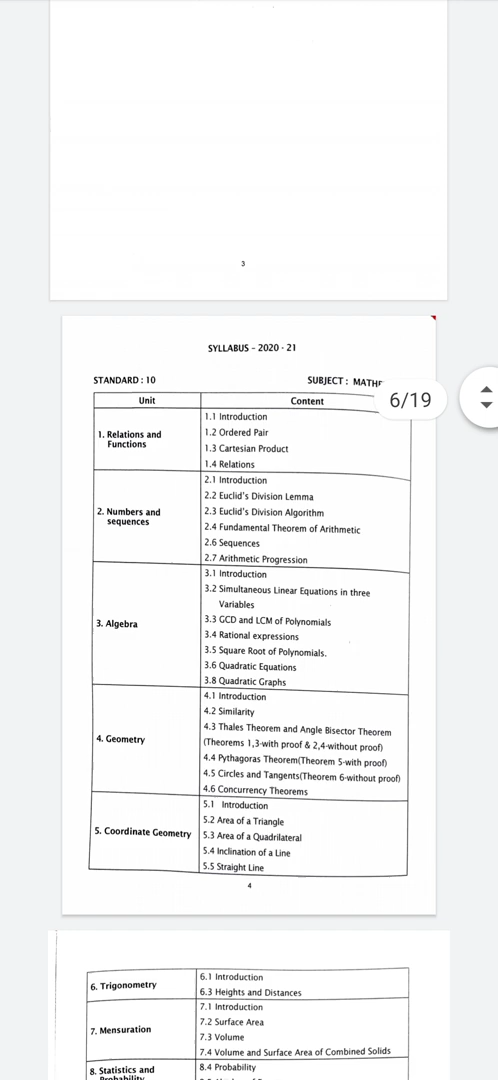 3
SYLLABUS - 2020 - 21
STANDARD : 10
SUBJECT :
6/19
Unit
Content
1. Relations and
Functions
1.1 Introduction
1.2 Ordered Pair
1.3 Cartesian Product
1.4 Relations
2. Numbers and
sequences
2.1 Introduction
2.2 Euclid's Division Lemma
2.3 Euclid's Division Algorithm
2.4 Fundamental Theorem of Arithmetic
2.6 Sequences
2.7 Arithmetic Progression
3. Algebra
3.1 Introduction
3.2 Simultaneous Linear Equations in three
Variables
3.3 GCD and LCM of Polynomials
3.4 Rational expressions
3.5 Square Root of Polynomials.
3.6 Quadratic Equations
3.8 Quadratic Graphs
4. Geometry
4.1 Introduction
4.2 Similarity
4.3 Thales Theorem and Angle Bisector Theorem
(Theorems 1,3-with proof & 2,4-without proof)
4.4 Pythagoras Theorem(Theorem 5-with proof)
4.5 Circles and Tangents(Theorem 6-without proof)
4.6 Concurrency Theorems
5. Coordinate Geometry
5.1 Introduction
5.2 Area of a Triangle
5.3 Area of a Quadrilateral
5.4 Inclination of a Line
5.5 Straight Line
4
6. Trigonometry
6.1 Introduction
6.3 Heights and Distances
7. Mensuration
7.1 Introduction
7.2 Surface Area
7.3 Volume
7.4 Volume and Surface Area of Combined Solids
8. Statistics and
Probability
8.4 Probability